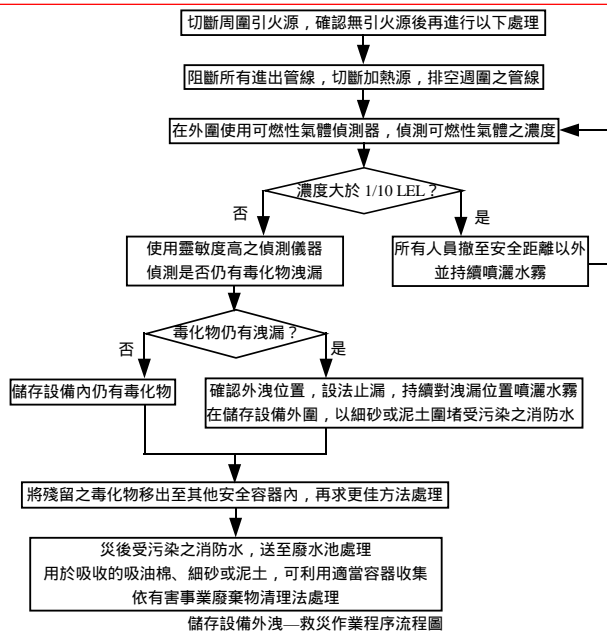 切斷周圍引火源，確認無引火源後再進行以下處理
阻斷所有進出管線，切斷加熱源，排空週圍之管線
在外圍使用可燃性氣體偵測器，偵測可燃性氣體之濃度
濃度大於 1/10 LEL？
否
是
使用靈敏度高之偵測儀器
偵測是否仍有毒化物洩漏
所有人員撤至安全距離以外
並持續噴灑水霧
毒化物仍有洩漏？
否
是
儲存設備內仍有毒化物
確認外洩位置，設法止漏，持續對洩漏位置噴灑水霧
在儲存設備外圍，以細砂或泥土圍堵受污染之消防水
將殘留之毒化物移出至其他安全容器內，再求更佳方法處理
災後受污染之消防水，送至廢水池處理
用於吸收的吸油棉、細砂或泥土，可利用適當容器收集
依有害事業廢棄物清理法處理
儲存設備外洩—救災作業程序流程圖